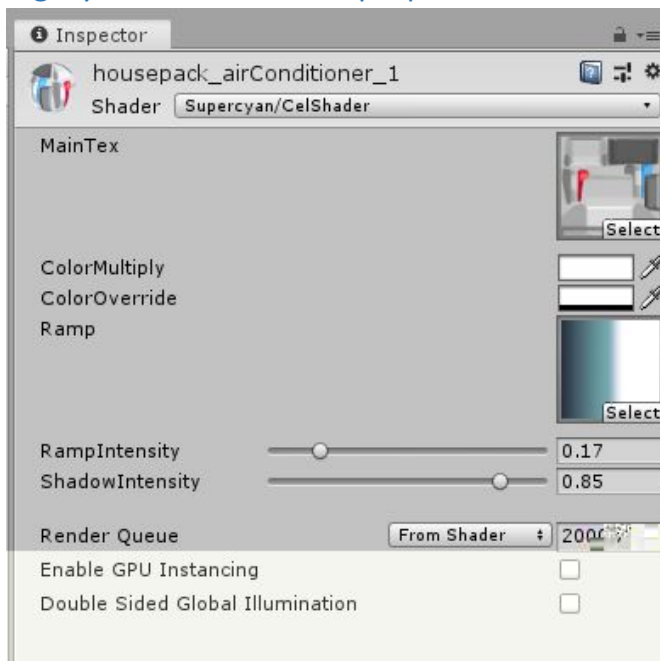 Inspector
housepack_airConditioner_1
Shader Supercyan/CelShader
MainTex
Select
ColorMultiply
ColorOverride
Ramp
Select
RampIntensity 0.17
ShadowIntensity 0.85
Render Queue From Shader
Enable GPU Instancing
Double Sided Global Illumination